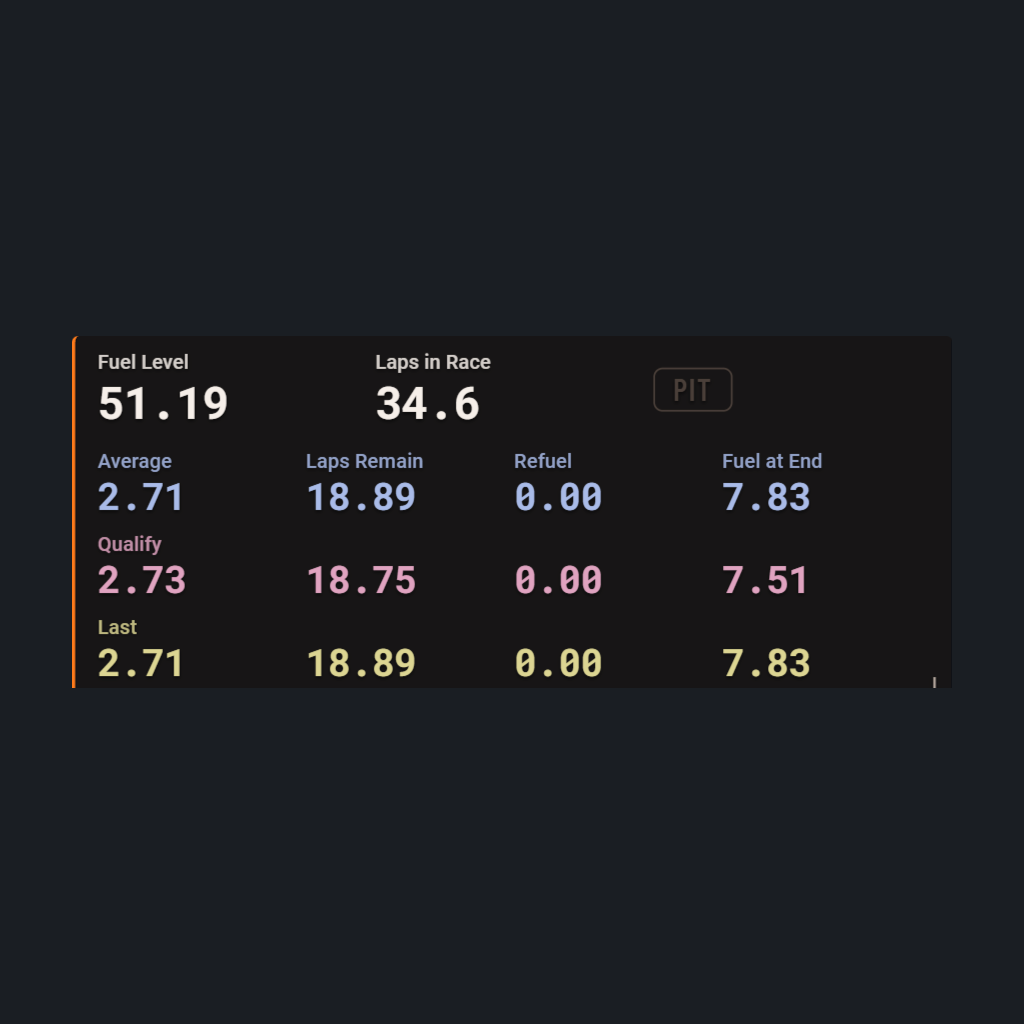 Fuel Level Laps in Race
51.19 34.6 PIT
Average Laps Remain Refuel Fuel at End
2.71 18.89 0.00 7.83
Qualify
2.73 18.75 0.00 7.51
Last
2.71 18.89 0.00 7.83